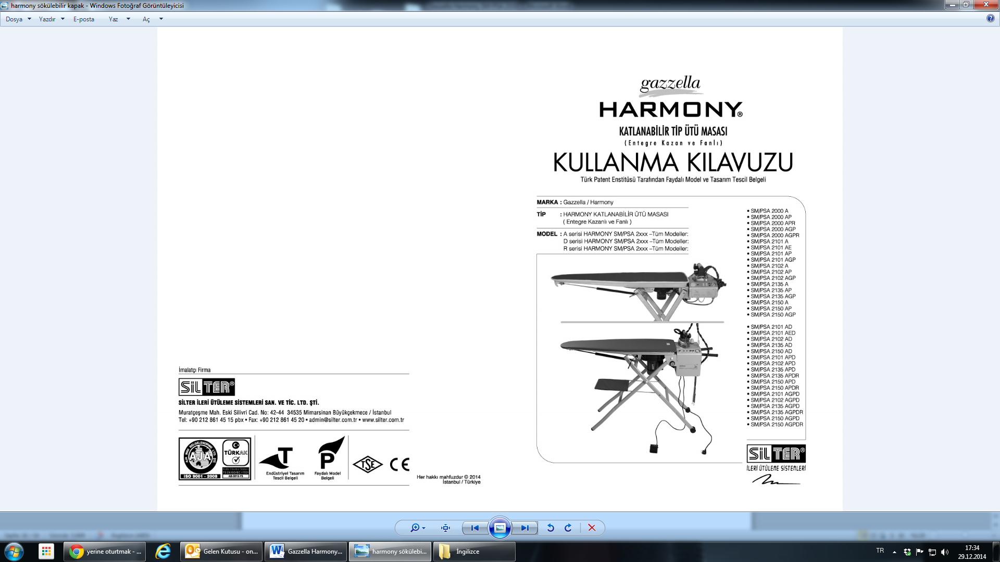 harmony sökülebilir kapak - Windows Fotoğraf Görüntüleyicisi
Dosya Yazdır E-posta Yaz Aç
gazzella
HARMONY®
KATLANABİLİR TİP ÜTÜ MASASI
(Entegre Kazan ve Fanlı)
KULLANMA KILAVUZU
Türk Patent Enstitüsü Tarafından Faydalı Model ve Tasarım Tescil Belgeli
MARKA : Gazzella / Harmony
TİP : HARMONY KATLANABİLİR ÜTÜ MASASI
( Entegre Kazanlı ve Fanlı )
MODEL : A serisi HARMONY SM/PSA 2xxx –Tüm Modeller:
D serisi HARMONY SM/PSA 2xxx –Tüm Modeller:
R serisi HARMONY SM/PSA 2xxx –Tüm Modeller:
• SM/PSA 2000 A
• SM/PSA 2000 AP
• SM/PSA 2000 APR
• SM/PSA 2000 AGP
• SM/PSA 2000 AGPR
• SM/PSA 2101 A
• SM/PSA 2101 AE
• SM/PSA 2101 AP
• SM/PSA 2101 AGP
• SM/PSA 2102 A
• SM/PSA 2102 AP
• SM/PSA 2102 AGP
• SM/PSA 2135 A
• SM/PSA 2135 AP
• SM/PSA 2135 AGP
• SM/PSA 2150 A
• SM/PSA 2150 AP
• SM/PSA 2150 AGP
• SM/PSA 2101 AD
• SM/PSA 2101 AED
• SM/PSA 2102 AD
• SM/PSA 2135 AD
• SM/PSA 2150 AD
• SM/PSA 2101 APD
• SM/PSA 2102 APD
• SM/PSA 2135 APD
• SM/PSA 2135 APDR
• SM/PSA 2150 APD
• SM/PSA 2150 APDR
• SM/PSA 2101 AGPD
• SM/PSA 2102 AGPD
• SM/PSA 2135 AGPD
• SM/PSA 2135 AGPDR
• SM/PSA 2150 AGPD
• SM/PSA 2150 AGPDR
SiLTER®
İLERİ ÜTÜLEME SİSTEMLERİ
İmalatçı Firma
SiLTER®
SİLTER İLERİ ÜTÜLEME SİSTEMLERİ SAN. VE TİC. LTD. ŞTİ.
Muratçeşme Mah. Eski Silivri Cad. No: 42-44 34535 Mimarsinan Büyükçekmece / İstanbul
Tel: +90 212 861 45 15 pbx • Fax: +90 212 861 45 20 • admin@silter.com.tr • www.silter.com.tr
AJA
ISO 9001 - 2008
TÜRKAK
AB-0016-YS
T
Endüstriyel Tasarım
Tescil Belgeli
P
Faydalı Model
Belgeli
TSE
CE
Her hakkı mahfuzdur © 2014
İstanbul / Türkiye
yerine oturtmak - ...
Gelen Kutusu - on...
Gazzella Harmony...
harmony sökülebi...
İngilizce
TR
17:34
29.12.2014